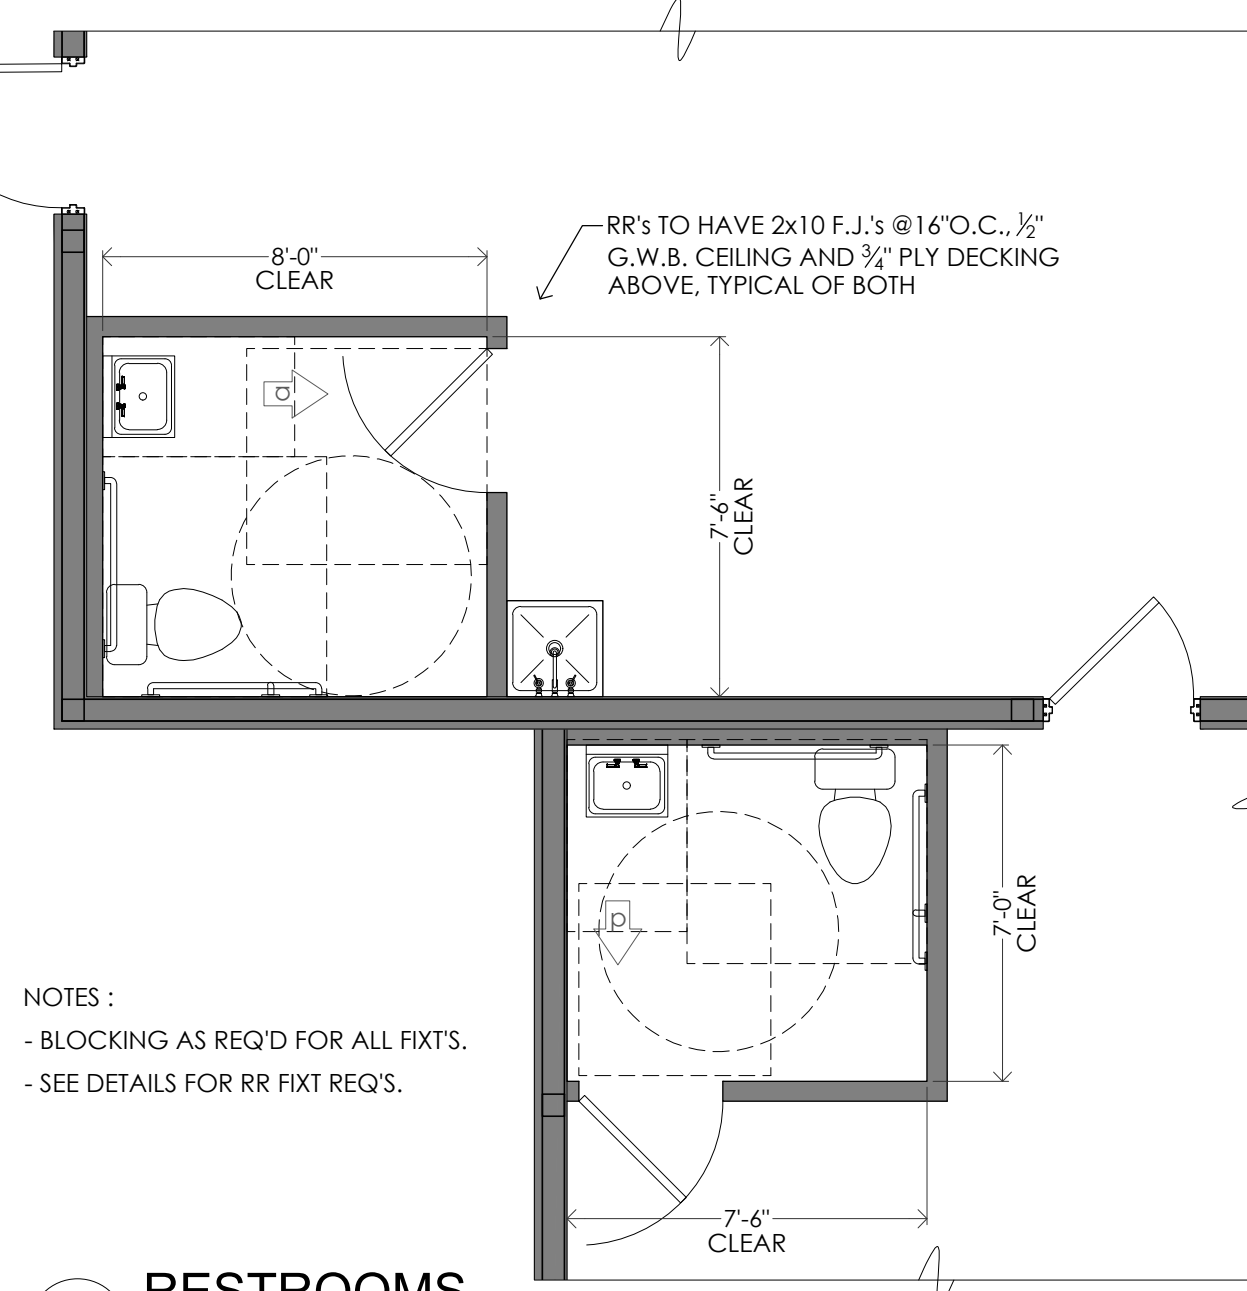 RR's TO HAVE 2x10 F.J.'s @16"O.C., ½"
G.W.B. CEILING AND ¾" PLY DECKING
ABOVE, TYPICAL OF BOTH
8'-0"
CLEAR
a
7'-6"
CLEAR
p
7'-0"
CLEAR
NOTES :
- BLOCKING AS REQ'D FOR ALL FIXT'S.
- SEE DETAILS FOR RR FIXT REQ'S.
7'-6"
CLEAR
RESTROOMS